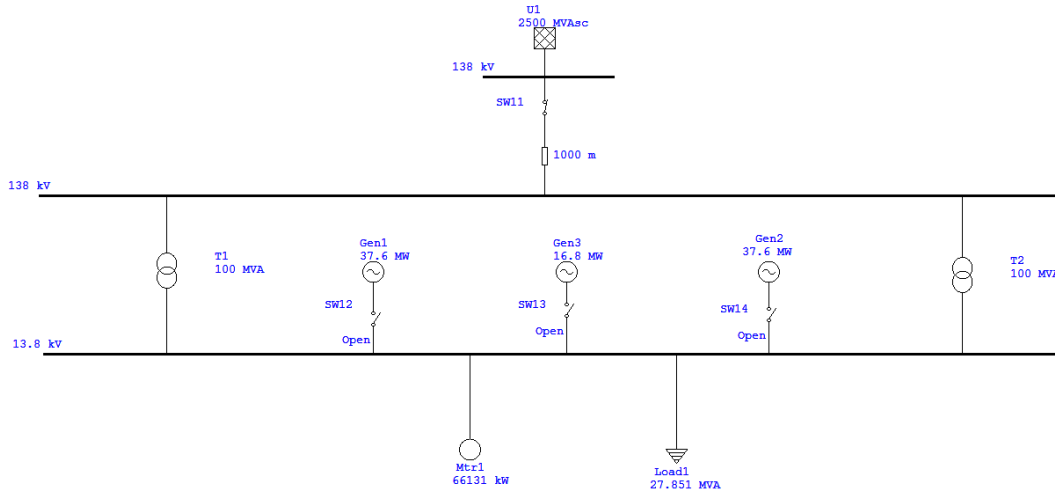 U1
2500 MVAsc
138 kV
SW11
1000 m
138 kV
Gen1
37.6 MW
Gen3
16.8 MW
Gen2
37.6 MW
T1
100 MVA
T2
100 MVA
SW12
SW13
SW14
Open
Open
Open
13.8 kV
Mtr1
66131 kW
Load1
27.851 MVA